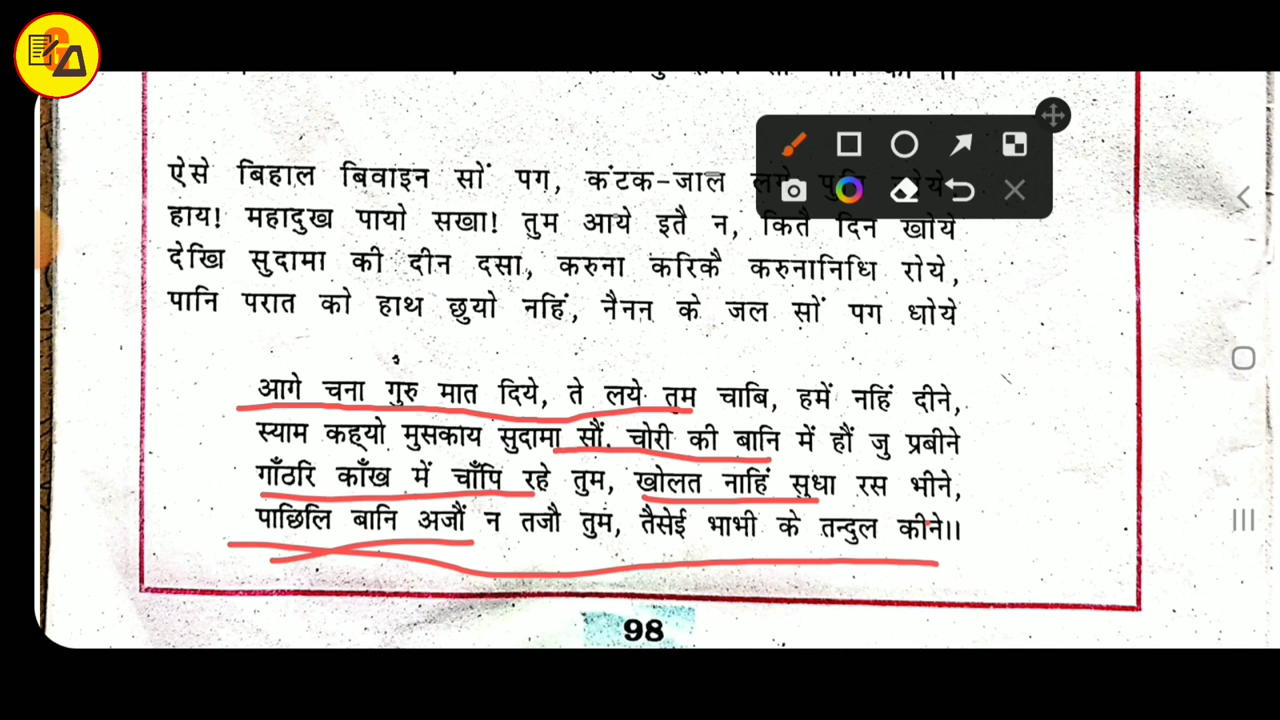 ऐसे बिहाल बिवाइन सों पग, कंटक-जाल
हाय! महादुख पायो सखा! तुम आये इतै न, कितै दिन खोये
देखि सुदामा की दीन दसा, करुना करिकै करुनानिधि रोये,
पानि परात को हाथ छुयो नहिं, नैनन के जल सों पग धोये
आगे चना गुरु मात दिये, ते लये तुम चाबि, हमें नहिं दीने,
स्याम कह्यो मुसकाय सुदामा सौं. चोरी की बानि में हौं जु प्रबीने
गाँठरि काँख में चाँपि रहे तुम, खोलत नाहिं सुधा रस भीने,
पाछिलि बानि अजौं न तजौ तुम, तैसेई भाभी के तन्दुल कीने।।
98